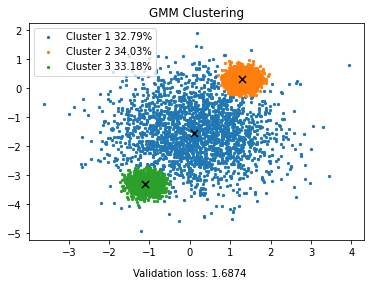 GMM Clustering
Cluster 1 32.79%
Cluster 2 34.03%
Cluster 3 33.18%
2
1
0
−1
−2
−3
−4
−5
−3 −2 −1 0 1 2 3 4
Validation loss: 1.6874